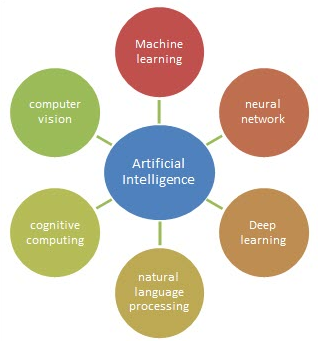 Machine
learning
neural
network
Deep
learning
natural
language
processing
cognitive
computing
computer
vision
Artificial
Intelligence